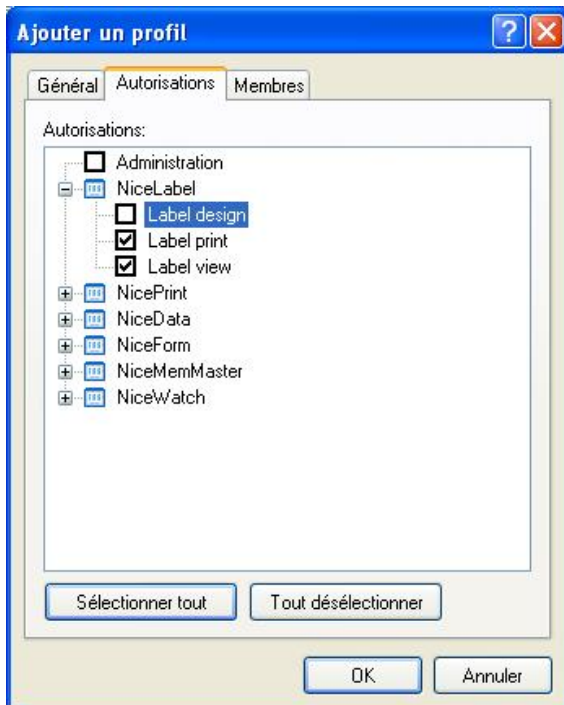 Ajouter un profil
Général Autorisations Membres
Autorisations:
Administration
NiceLabel
Label design
Label print
Label view
NicePrint
NiceData
NiceForm
NiceMemMaster
NiceWatch
Sélectionner tout Tout désélectionner
OK Annuler